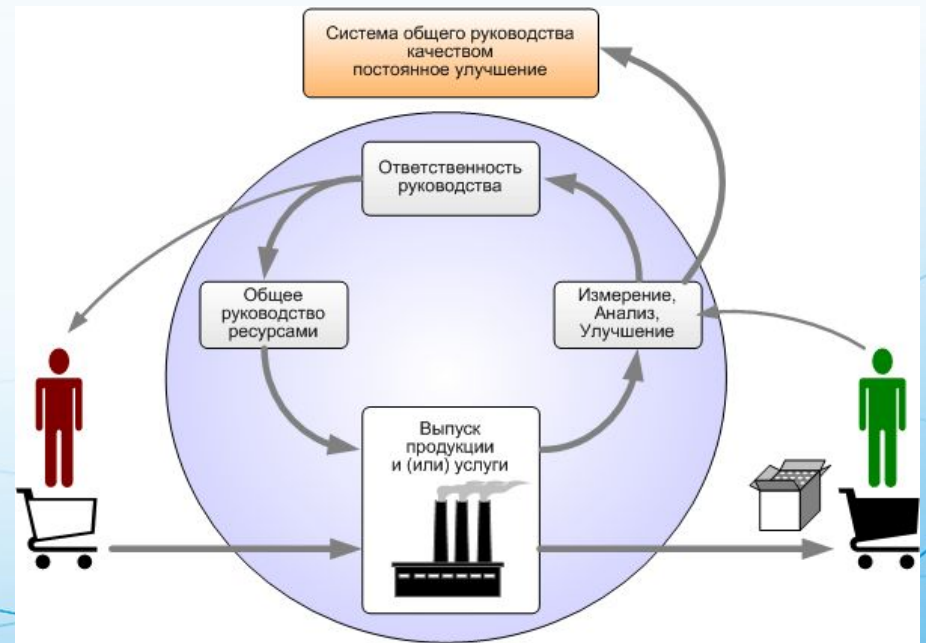 Система общего руководства
качеством
постоянное улучшение
Ответственность
руководства
Общее
руководство
ресурсами
Измерение,
Анализ,
Улучшение
Выпуск
продукции
и (или) услуги